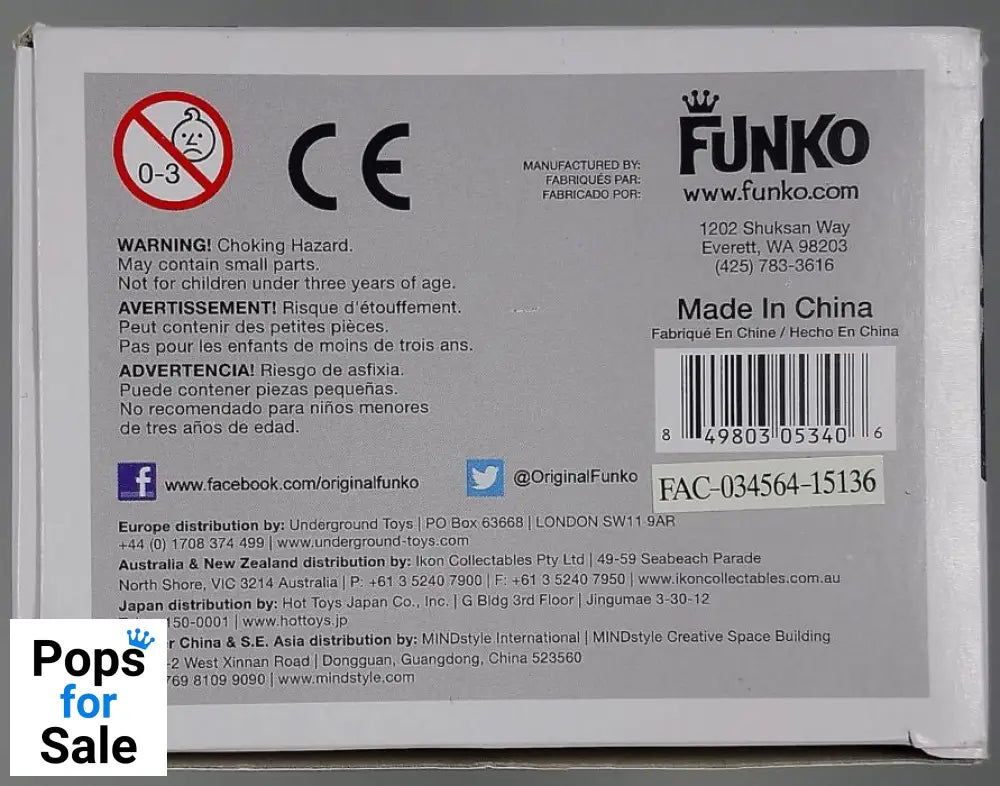 0-3
CE
MANUFACTURED BY:
FABRIQUÉS PAR:
FABRICADO POR:
FUNKO
www.funko.com
1202 Shuksan Way
Everett, WA 98203
(425) 783-3616
Made In China
Fabriqué En Chine / Hecho En China
8 49803 05340 6
FAC-034564-15136
WARNING! Choking Hazard.
May contain small parts.
Not for children under three years of age.
AVERTISSEMENT! Risque d'étouffement.
Peut contenir des petites pièces.
Pas pour les enfants de moins de trois ans.
ADVERTENCIA! Riesgo de asfixia.
Puede contener piezas pequeñas.
No recomendado para niños menores
de tres años de edad.
f www.facebook.com/originalfunko
@OriginalFunko
Europe distribution by: Underground Toys | PO Box 63668 | LONDON SW11 9AR
+44 (0) 1708 374 499 | www.underground-toys.com
Australia & New Zealand distribution by: Ikon Collectables Pty Ltd | 49-59 Seabeach Parade
North Shore, VIC 3214 Australia | P: +61 3 5240 7900 | F: +61 3 5240 7950 | www.ikoncollectables.com.au
Japan distribution by: Hot Toys Japan Co., Inc. | G Bldg 3rd Floor | Jingumae 3-30-12
150-0001 | www.hottoys.jp
China & S.E. Asia distribution by: MINDstyle International | MINDstyle Creative Space Building
-2 West Xinnan Road | Dongguan, Guangdong, China 523560
769 8109 9090 | www.mindstyle.com
Pops
for
Sale